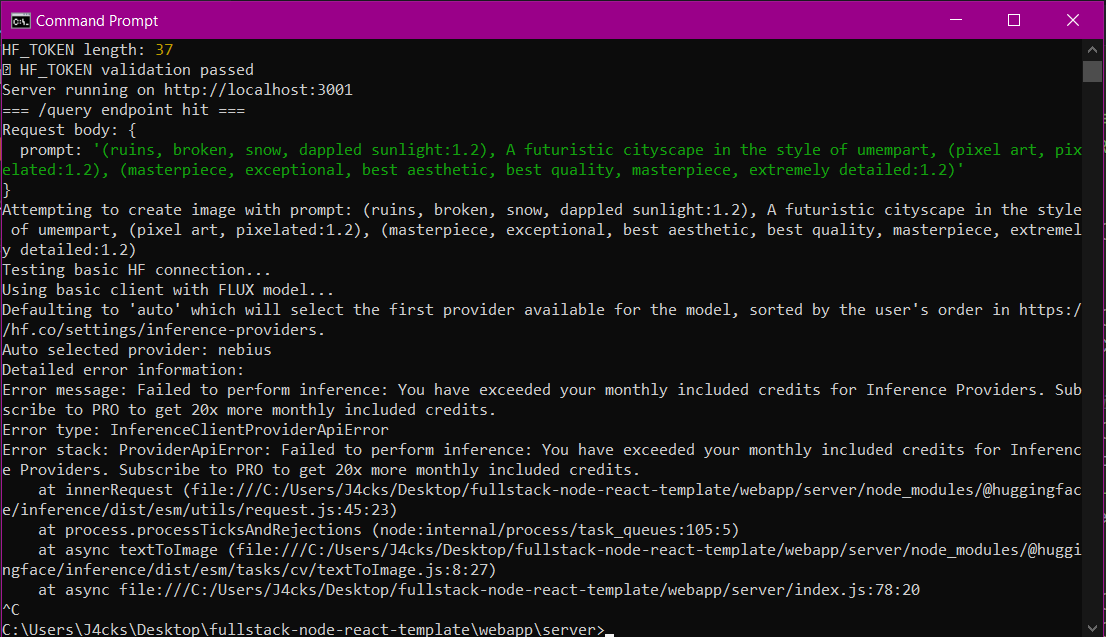 Command Prompt
HF_TOKEN length: 37
HF_TOKEN validation passed
Server running on http://localhost:3001
=== /query endpoint hit ===
Request body: {
  prompt: '(ruins, broken, snow, dappled sunlight:1.2), A futuristic cityscape in the style of umempart, (pixel art, pix
elated:1.2), (masterpiece, exceptional, best aesthetic, best quality, masterpiece, extremely detailed:1.2)'
}
Attempting to create image with prompt: (ruins, broken, snow, dappled sunlight:1.2), A futuristic cityscape in the style
 of umempart, (pixel art, pixelated:1.2), (masterpiece, exceptional, best aesthetic, best quality, masterpiece, extremel
y detailed:1.2)
Testing basic HF connection...
Using basic client with FLUX model...
Defaulting to 'auto' which will select the first provider available for the model, sorted by the user's order in https:/
/hf.co/settings/inference-providers.
Auto selected provider: nebius
Detailed error information:
Error message: Failed to perform inference: You have exceeded your monthly included credits for Inference Providers. Sub
scribe to PRO to get 20x more monthly included credits.
Error type: InferenceClientProviderApiError
Error stack: ProviderApiError: Failed to perform inference: You have exceeded your monthly included credits for Inferenc
e Providers. Subscribe to PRO to get 20x more monthly included credits.
    at innerRequest (file:///C:/Users/J4cks/Desktop/fullstack-node-react-template/webapp/server/node_modules/@huggingfac
e/inference/dist/esm/utils/request.js:45:23)
    at process.processTicksAndRejections (node:internal/process/task_queues:105:5)
    at async textToImage (file:///C:/Users/J4cks/Desktop/fullstack-node-react-template/webapp/server/node_modules/@huggi
ngface/inference/dist/esm/tasks/cv/textToImage.js:8:27)
    at async file:///C:/Users/J4cks/Desktop/fullstack-node-react-template/webapp/server/index.js:78:20
^C
C:\Users\J4cks\Desktop\fullstack-node-react-template\webapp\server>